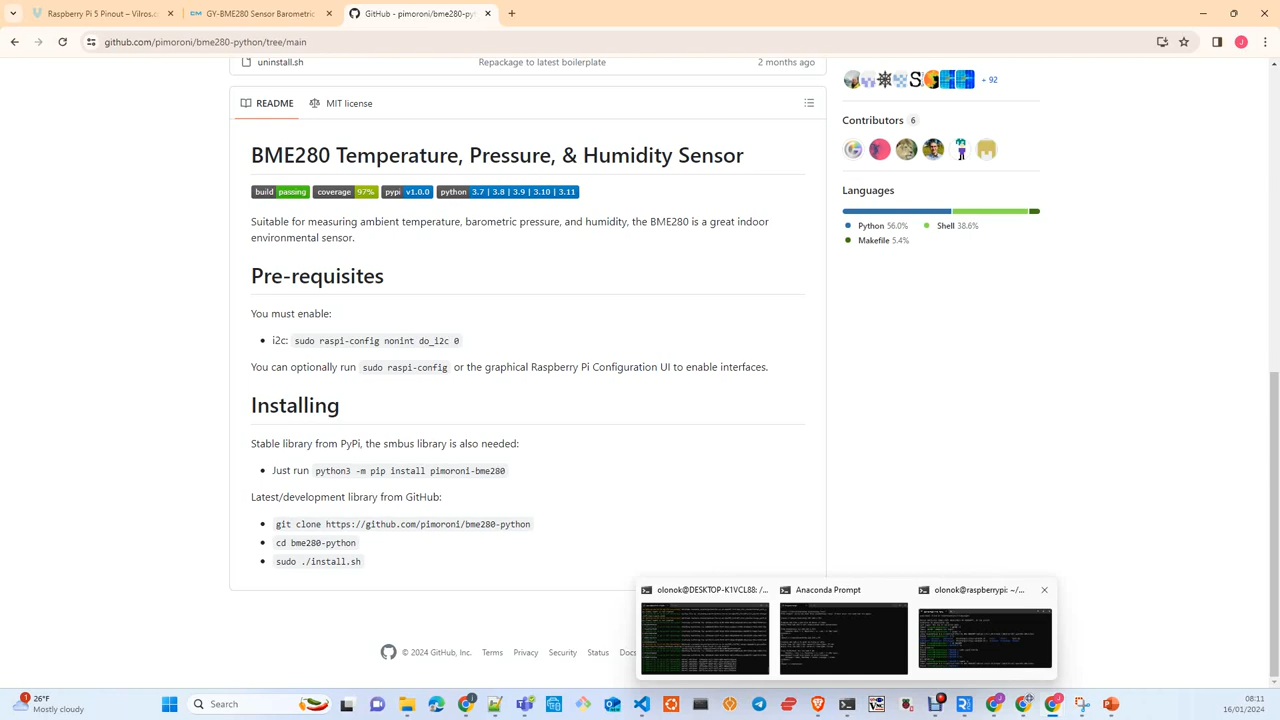 Raspberry Pi 5 Pinout – Vilros.c
GY-BME280 Sensor Barometric
GitHub - pimoroni/bme280-pyt
github.com/pimoroni/bme280-python/tree/main
uninstall.sh
Repackage to latest boilerplate
2 months ago
+ 92
README
MIT license
Contributors 6
BME280 Temperature, Pressure, & Humidity Sensor
build passing coverage 97% pypi v1.0.0 python 3.7 | 3.8 | 3.9 | 3.10 | 3.11
Languages
Suitable for measuring ambient temperature, barometric pressure, and humidity, the BME280 is a great indoor
environmental sensor.
Python 56.0% Shell 38.6%
Makefile 5.4%
Pre-requisites
You must enable:
i2c: sudo raspi-config nonint do_i2c 0
You can optionally run sudo raspi-config or the graphical Raspberry Pi Configuration UI to enable interfaces.
Installing
Stable library from PyPi, the smbus library is also needed:
Just run python3 -m pip install pimoroni-bme280
Latest/development library from GitHub:
git clone https://github.com/pimoroni/bme280-python
cd bme280-python
sudo ./install.sh
olonok@DESKTOP-K1VCL88: /...
Anaconda Prompt
olonok@raspberrypi: ~/...
Terms
Security
Status
Mostly cloudy
Search
08:11
16/01/2024